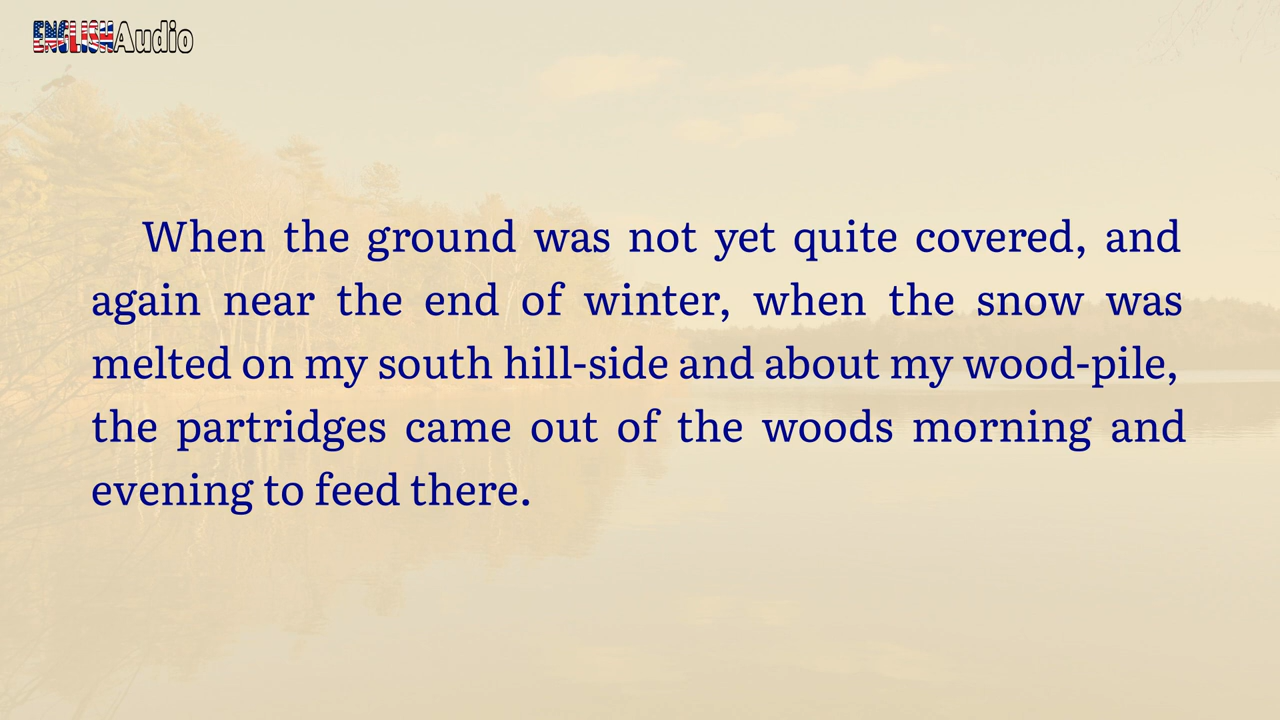 ENGLISHAudio
When the ground was not yet quite covered, and
again near the end of winter, when the snow was
melted on my south hill-side and about my wood-pile,
the partridges came out of the woods morning and
evening to feed there.